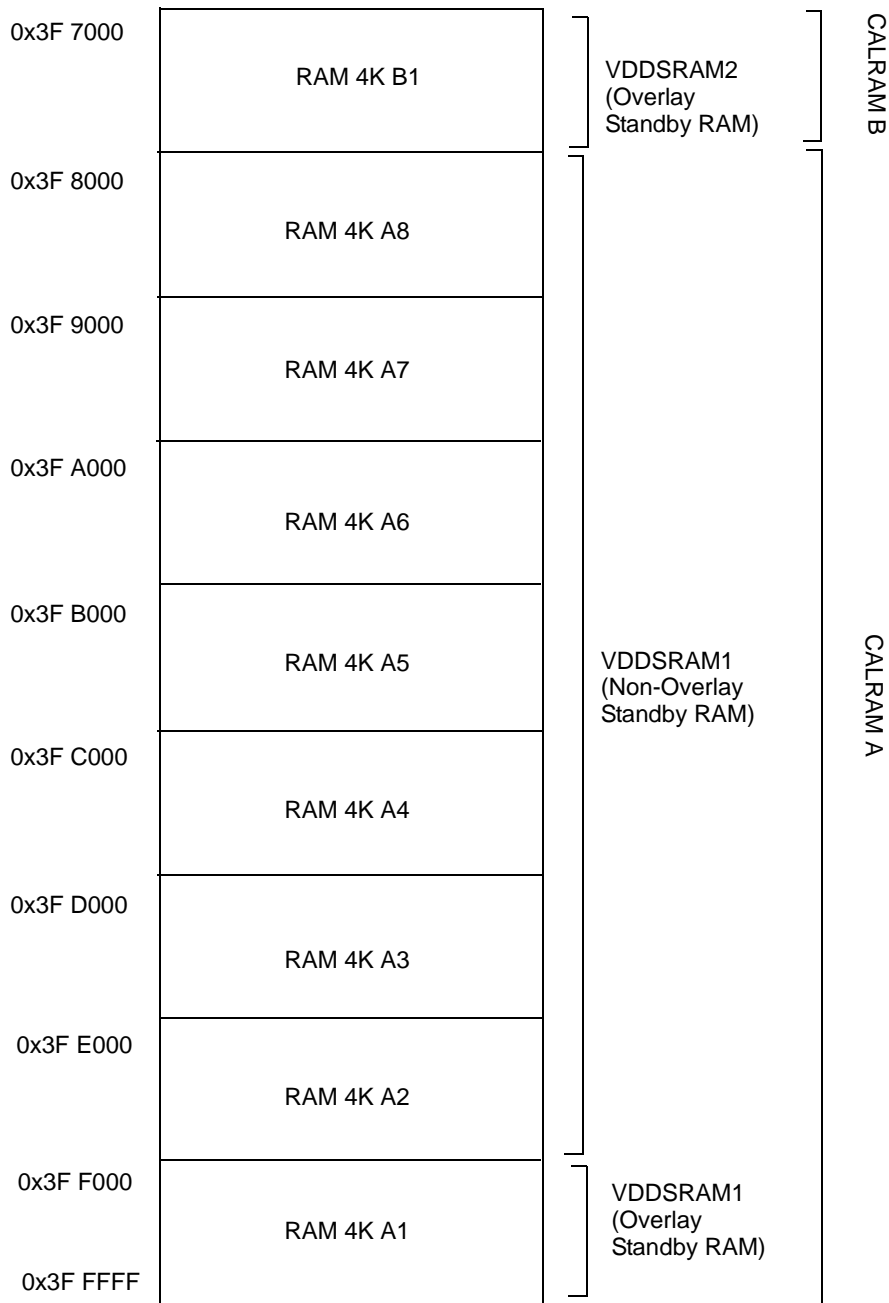 0x3F 7000
RAM 4K B1
VDDSRAM2
(Overlay
Standby RAM)
CALRAM B
0x3F 8000
RAM 4K A8
0x3F 9000
RAM 4K A7
0x3F A000
RAM 4K A6
0x3F B000
RAM 4K A5
VDDSRAM1
(Non-Overlay
Standby RAM)
CALRAM A
0x3F C000
RAM 4K A4
0x3F D000
RAM 4K A3
0x3F E000
RAM 4K A2
0x3F F000
RAM 4K A1
VDDSRAM1
(Overlay
Standby RAM)
0x3F FFFF